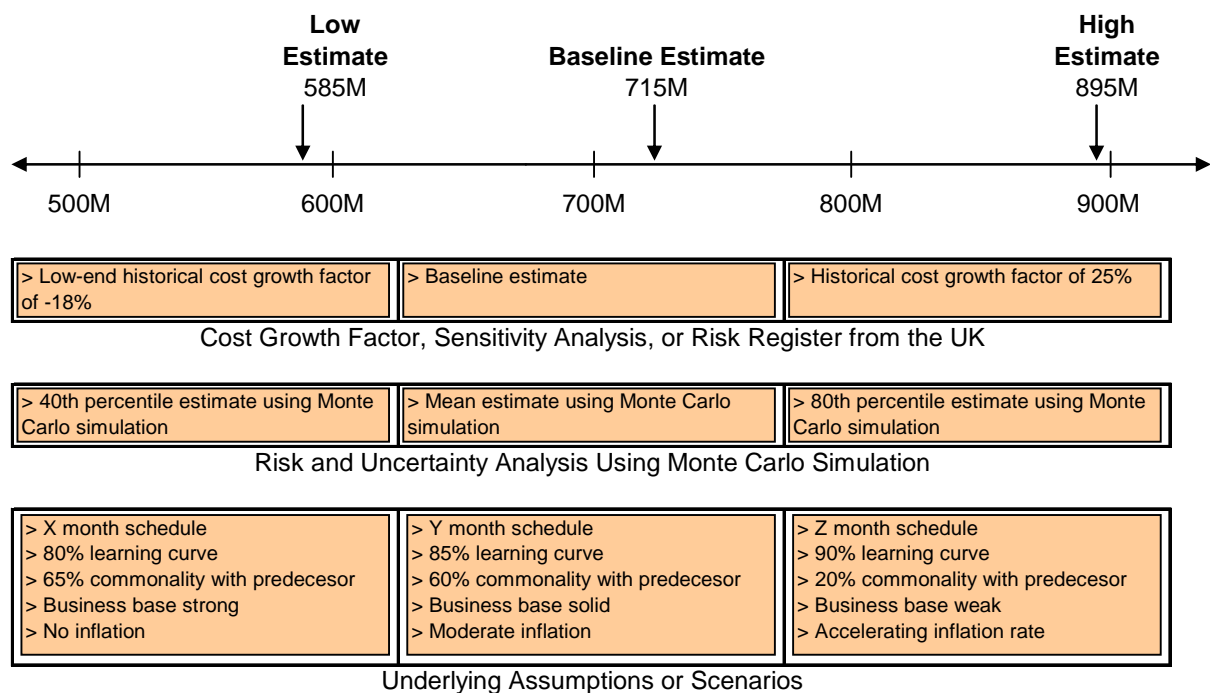 Low
Estimate
585M
Baseline Estimate
715M
High
Estimate
895M
500M
600M
700M
800M
900M
> Low-end historical cost growth factor
of -18%
> Baseline estimate
> Historical cost growth factor of 25%
Cost Growth Factor, Sensitivity Analysis, or Risk Register from the UK
> 40th percentile estimate using Monte
Carlo simulation
> Mean estimate using Monte Carlo
simulation
> 80th percentile estimate using Monte
Carlo simulation
Risk and Uncertainty Analysis Using Monte Carlo Simulation
> X month schedule
> 80% learning curve
> 65% commonality with predecesor
> Business base strong
> No inflation
> Y month schedule
> 85% learning curve
> 60% commonality with predecesor
> Business base solid
> Moderate inflation
> Z month schedule
> 90% learning curve
> 20% commonality with predecesor
> Business base weak
> Accelerating inflation rate
Underlying Assumptions or Scenarios